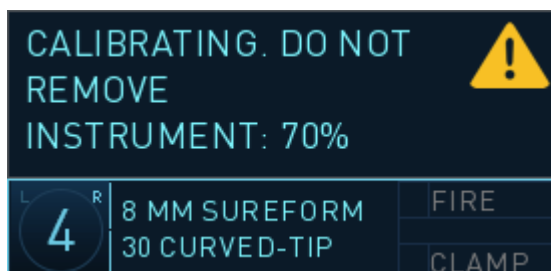 CALIBRATING. DO NOT
REMOVE
INSTRUMENT: 70%
L R
4
8 MM SUREFORM
30 CURVED-TIP
FIRE
CLAMP